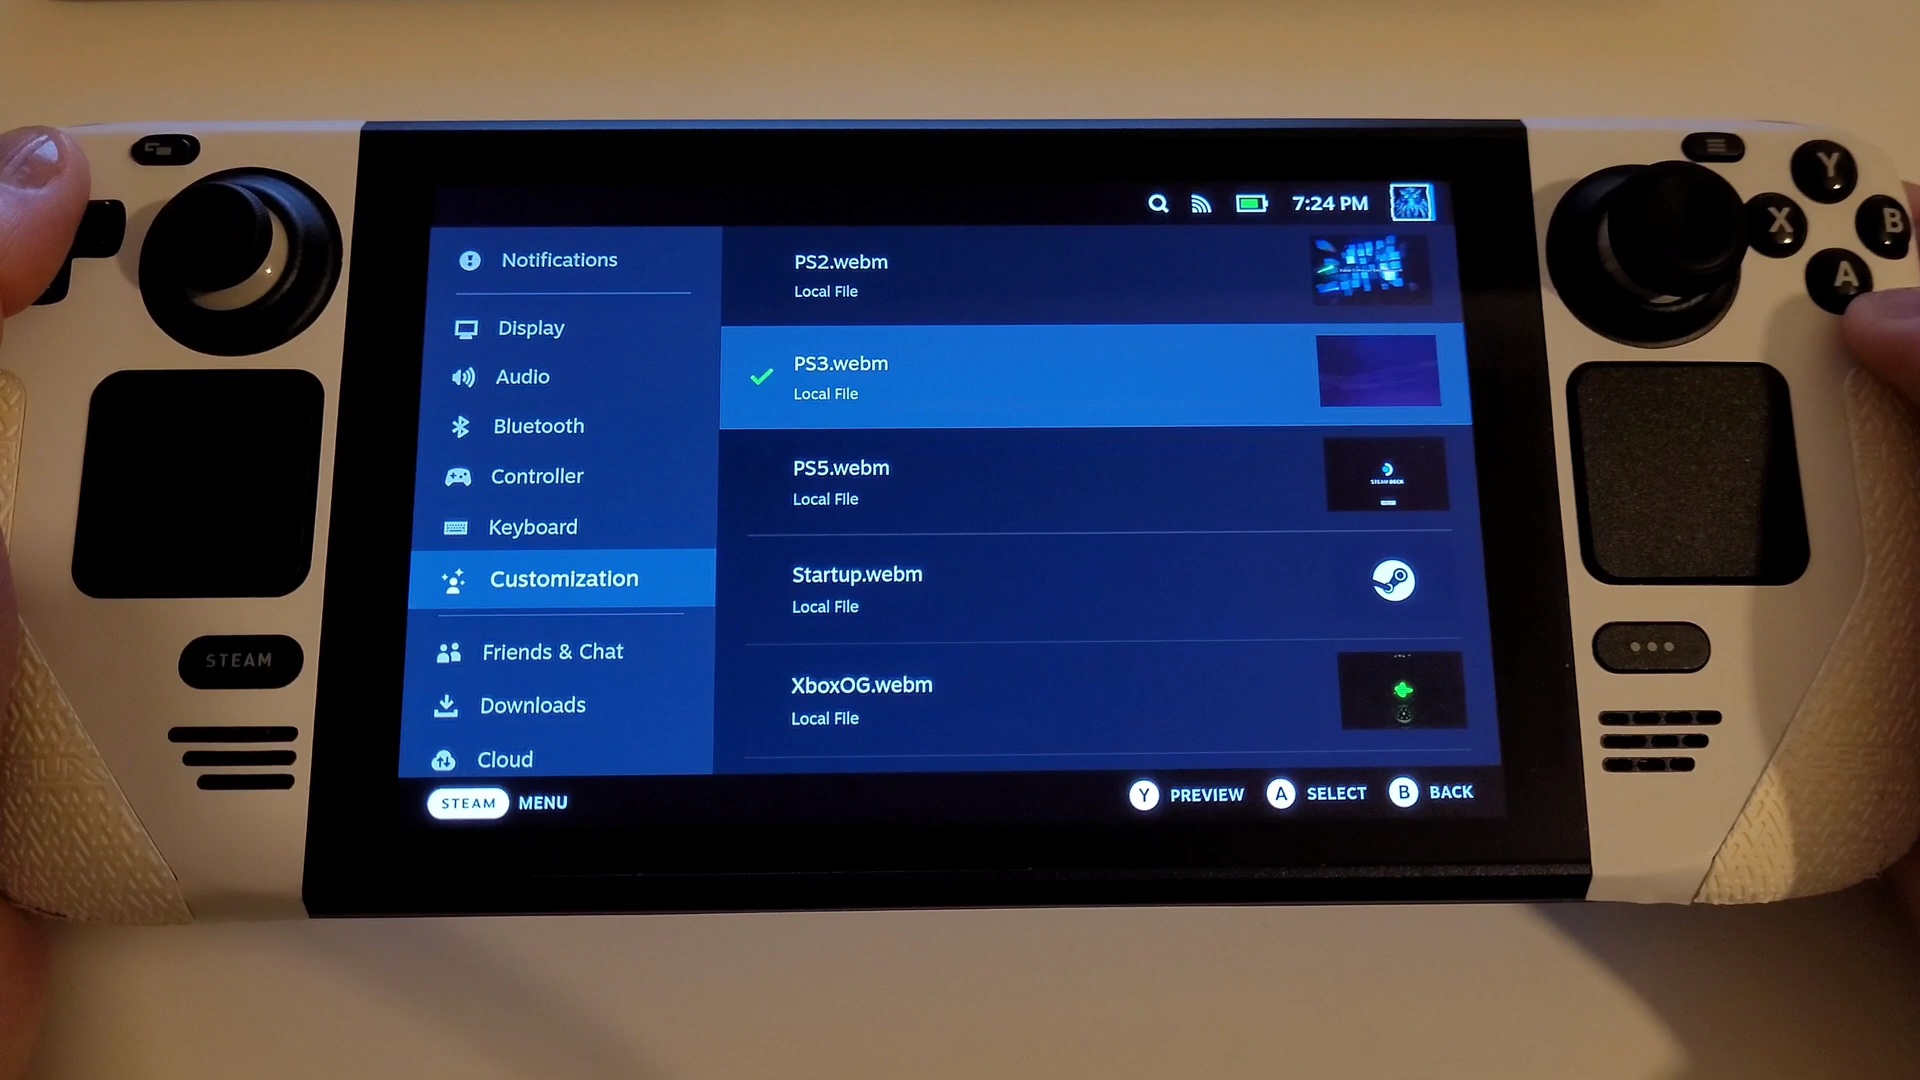 7:24 PM
Notifications
Display
Audio
Bluetooth
Controller
Keyboard
Customization
Friends & Chat
Downloads
Cloud
PS2.webm
Local File
PS3.webm
Local File
PS5.webm
Local File
STEAM DECK
Startup.webm
Local File
XboxOG.webm
Local File
STEAM MENU
Y PREVIEW A SELECT B BACK
STEAM
Y
X
B
A